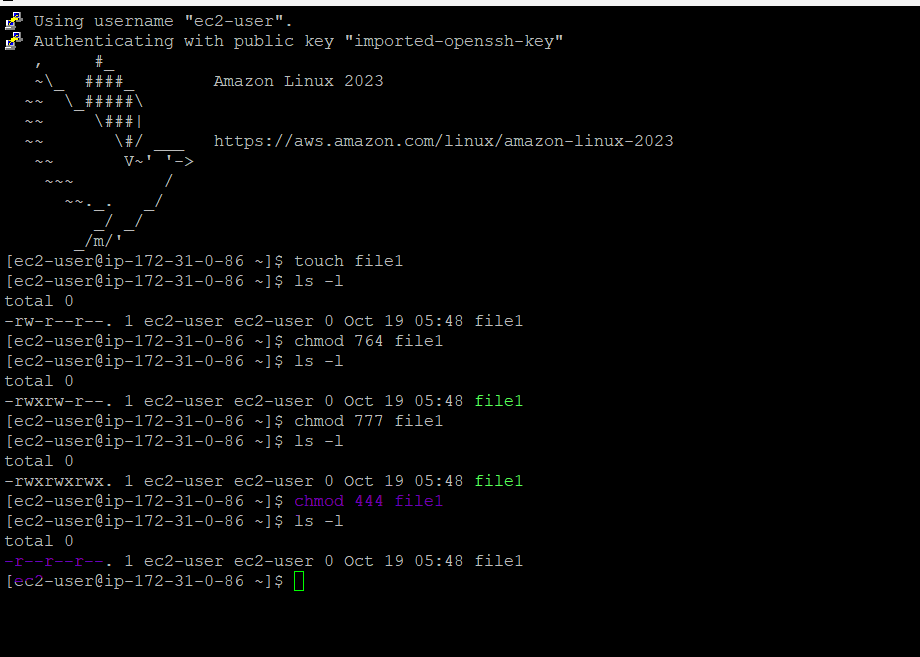 Using username "ec2-user".
Authenticating with public key "imported-openssh-key"
   ,     #_
   ~\_  ####_        Amazon Linux 2023
  ~~  \_#####\
  ~~     \###|
  ~~       \#/ ___   https://aws.amazon.com/linux/amazon-linux-2023
   ~~       V~' '->
    ~~~         /
      ~~._.   _/
         _/ _/
       _/m/'
[ec2-user@ip-172-31-0-86 ~]$ touch file1
[ec2-user@ip-172-31-0-86 ~]$ ls -l
total 0
-rw-r--r--. 1 ec2-user ec2-user 0 Oct 19 05:48 file1
[ec2-user@ip-172-31-0-86 ~]$ chmod 764 file1
[ec2-user@ip-172-31-0-86 ~]$ ls -l
total 0
-rwxrw-r--. 1 ec2-user ec2-user 0 Oct 19 05:48 file1
[ec2-user@ip-172-31-0-86 ~]$ chmod 777 file1
[ec2-user@ip-172-31-0-86 ~]$ ls -l
total 0
-rwxrwxrwx. 1 ec2-user ec2-user 0 Oct 19 05:48 file1
[ec2-user@ip-172-31-0-86 ~]$ chmod 444 file1
[ec2-user@ip-172-31-0-86 ~]$ ls -l
total 0
-r--r--r--. 1 ec2-user ec2-user 0 Oct 19 05:48 file1
[ec2-user@ip-172-31-0-86 ~]$